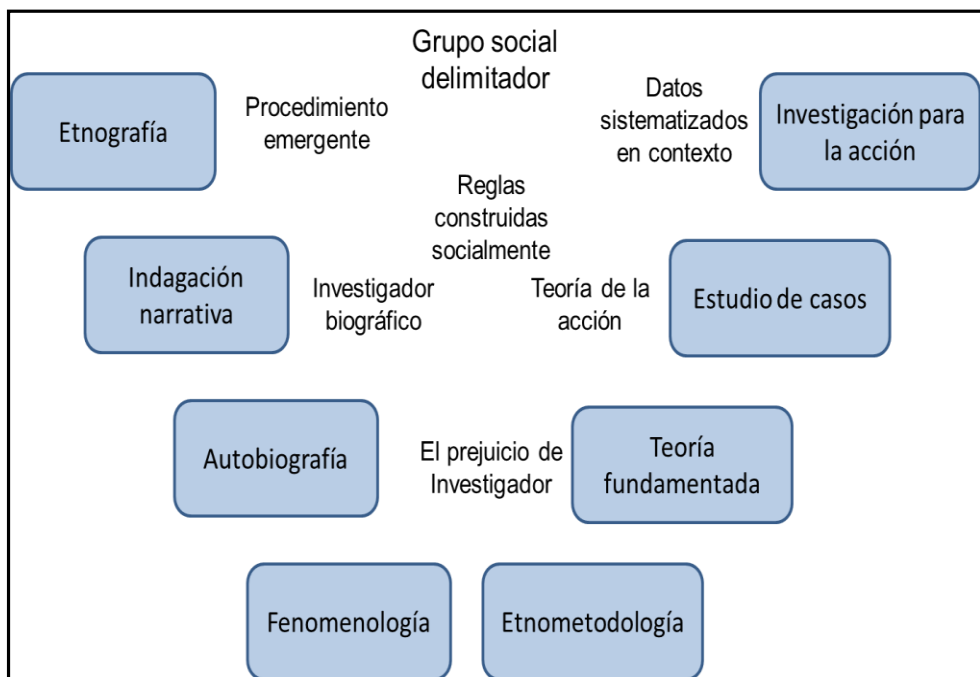 Grupo social
delimitador
Etnografía
Procedimiento
emergente
Datos
sistematizados
en contexto
Investigación para
la acción
Reglas
construidas
socialmente
Indagación
narrativa
Investigador
biográfico
Teoría de la
acción
Estudio de casos
Autobiografía
El prejuicio de
Investigador
Teoría
fundamentada
Fenomenología
Etnometodología